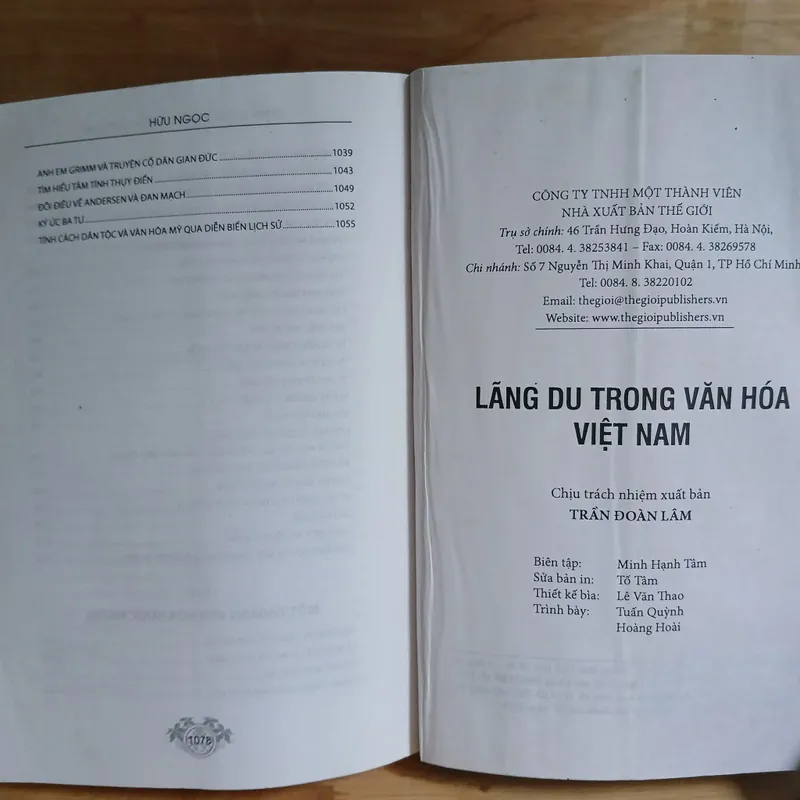 HỮU NGỌC
ANH EM GRIMM VÀ TRUYỆN CỔ DÂN GIAN ĐỨC ... 1039
TÌM HIỂU TÂM TÍNH THỤY ĐIỂN ... 1043
ĐÔI ĐIỀU VỀ ANDERSEN VÀ ĐAN MẠCH ... 1049
KÝ ỨC BA TƯ ... 1052
TÍNH CÁCH DÂN TỘC VÀ VĂN HÓA MỸ QUA DIỄN BIẾN LỊCH SỬ ... 1055
1078
CÔNG TY TNHH MỘT THÀNH VIÊN
NHÀ XUẤT BẢN THẾ GIỚI
Trụ sở chính: 46 Trần Hưng Đạo, Hoàn Kiếm, Hà Nội,
Tel: 0084. 4. 38253841 – Fax: 0084. 4. 38269578
Chi nhánh: Số 7 Nguyễn Thị Minh Khai, Quận 1, TP Hồ Chí Minh
Tel: 0084. 8. 38220102
Email: thegioi@thegioipublishers.vn
Website: www.thegioipublishers.vn
LÃNG DU TRONG VĂN HÓA
VIỆT NAM
Chịu trách nhiệm xuất bản
TRẦN ĐOÀN LÂM
Biên tập: Minh Hạnh Tâm
Sửa bản in: Tố Tâm
Thiết kế bìa: Lê Văn Thao
Trình bày: Tuấn Quỳnh
Hoàng Hoài